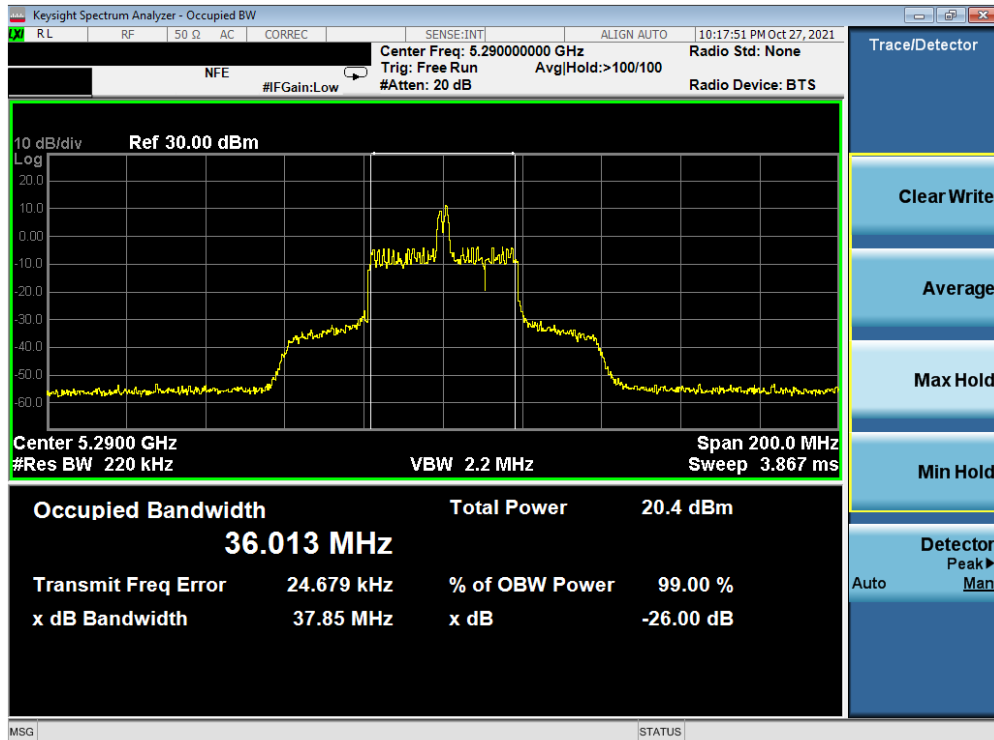 Keysight Spectrum Analyzer - Occupied BW
LXI RL RF 50 Ω AC CORREC SENSE:INT ALIGN AUTO 10:17:51 PM Oct 27, 2021
Center Freq: 5.290000000 GHz Radio Std: None
NFE Trig: Free Run Avg|Hold:>100/100
#IFGain:Low #Atten: 20 dB Radio Device: BTS
10 dB/div Ref 30.00 dBm
Log
20.0
10.0
0.00
-10.0
-20.0
-30.0
-40.0
-50.0
-60.0
Center 5.2900 GHz Span 200.0 MHz
#Res BW 220 kHz VBW 2.2 MHz Sweep 3.867 ms
Occupied Bandwidth Total Power 20.4 dBm
36.013 MHz
Transmit Freq Error 24.679 kHz % of OBW Power 99.00 %
x dB Bandwidth 37.85 MHz x dB -26.00 dB
MSG STATUS
Trace/Detector
Clear Write
Average
Max Hold
Min Hold
Detector
Peak▶
Auto Man